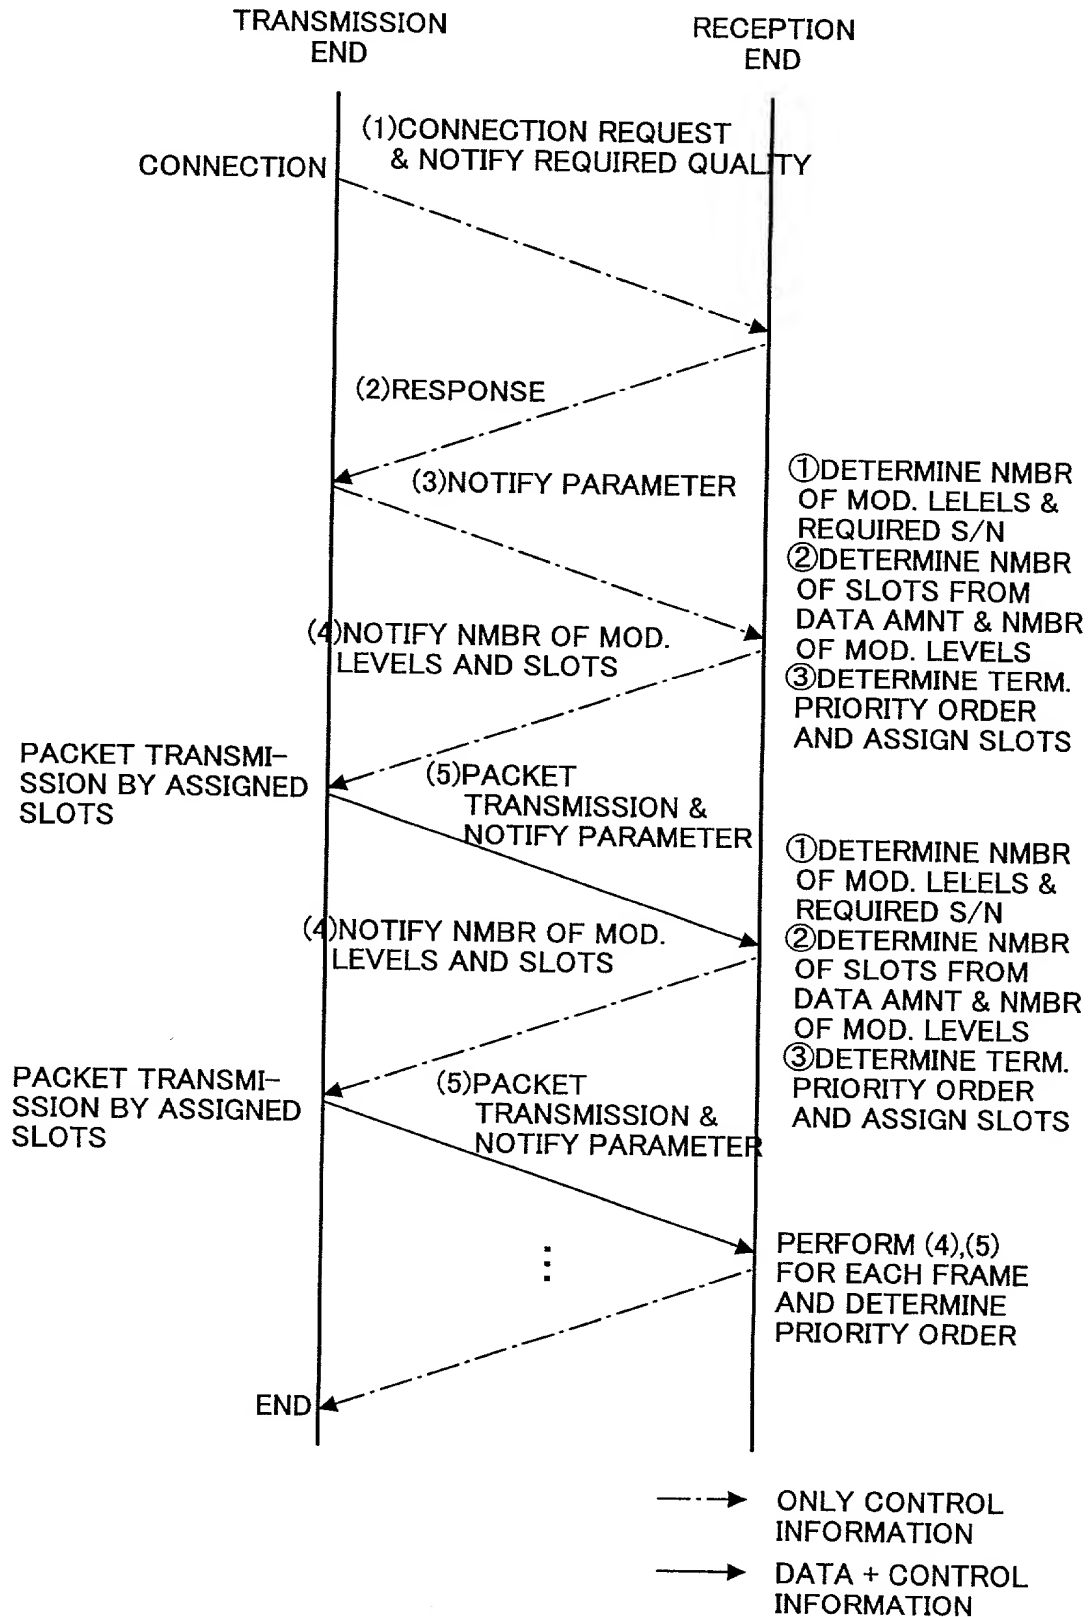 TRANSMISSION
END
RECEPTION
END
(1)CONNECTION REQUEST
& NOTIFY REQUIRED QUALITY
CONNECTION
(2)RESPONSE
(3)NOTIFY PARAMETER
①DETERMINE NMBR
OF MOD. LELELS &
REQUIRED S/N
②DETERMINE NMBR
OF SLOTS FROM
DATA AMNT & NMBR
OF MOD. LEVELS
③DETERMINE TERM.
PRIORITY ORDER
AND ASSIGN SLOTS
(4)NOTIFY NMBR OF MOD.
LEVELS AND SLOTS
PACKET TRANSMI-
SSION BY ASSIGNED
SLOTS
(5)PACKET
TRANSMISSION &
NOTIFY PARAMETER
①DETERMINE NMBR
OF MOD. LELELS &
REQUIRED S/N
②DETERMINE NMBR
OF SLOTS FROM
DATA AMNT & NMBR
OF MOD. LEVELS
③DETERMINE TERM.
PRIORITY ORDER
AND ASSIGN SLOTS
(4)NOTIFY NMBR OF MOD.
LEVELS AND SLOTS
PACKET TRANSMI-
SSION BY ASSIGNED
SLOTS
(5)PACKET
TRANSMISSION &
NOTIFY PARAMETER
PERFORM (4),(5)
FOR EACH FRAME
AND DETERMINE
PRIORITY ORDER
END
ONLY CONTROL
INFORMATION
DATA + CONTROL
INFORMATION